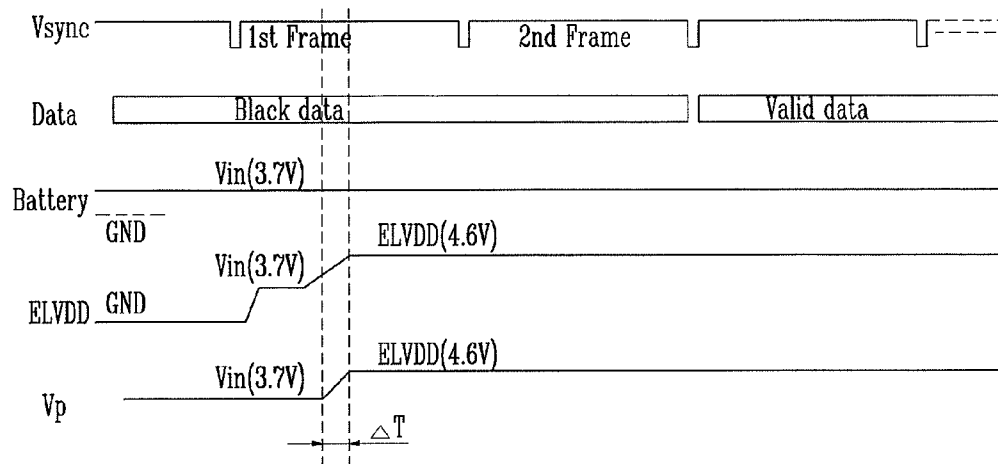 Vsync
1st Frame
2nd Frame
Data
Black data
Valid data
Battery
Vin(3.7V)
GND
ELVDD
GND
Vin(3.7V)
ELVDD(4.6V)
Vp
Vin(3.7V)
ELVDD(4.6V)
△T